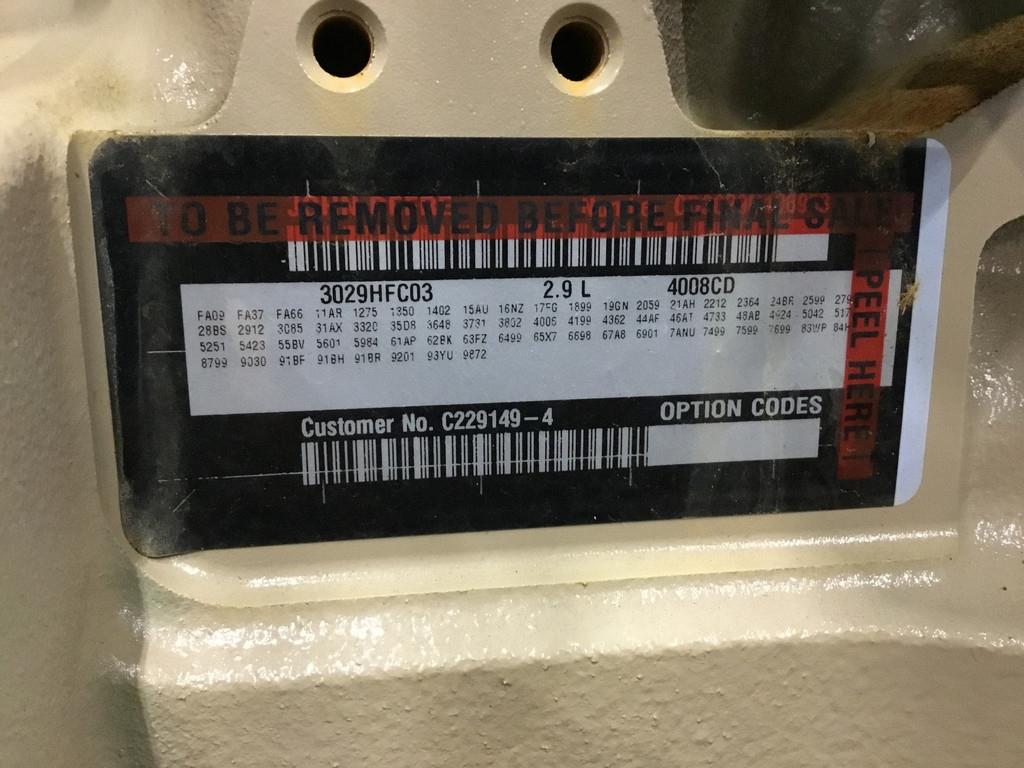 TO BE REMOVED BEFORE FINAL SALE
3029HFC03 2.9 L 4008CD
FA09 FA37 FA66 11AR 1275 1350 1402 15AU 16NZ 17FG 1899 19GN 2059 21AH 2212 2364 24BR 2599
28BS 2912 3085 31AX 3320 35DR 3648 3731 3802 4006 4199 4362 44AF 46AT 4733 48AB 4924 5042
5251 5423 55BV 5601 5984 61AP 62BK 63FZ 6499 65X7 6698 67A8 6901 7ANU 7499 7599 7699 83WP
8799 9030 91BF 91BH 91BR 9201 93YU 9872
PEEL HERE
Customer No. C229149-4 OPTION CODES